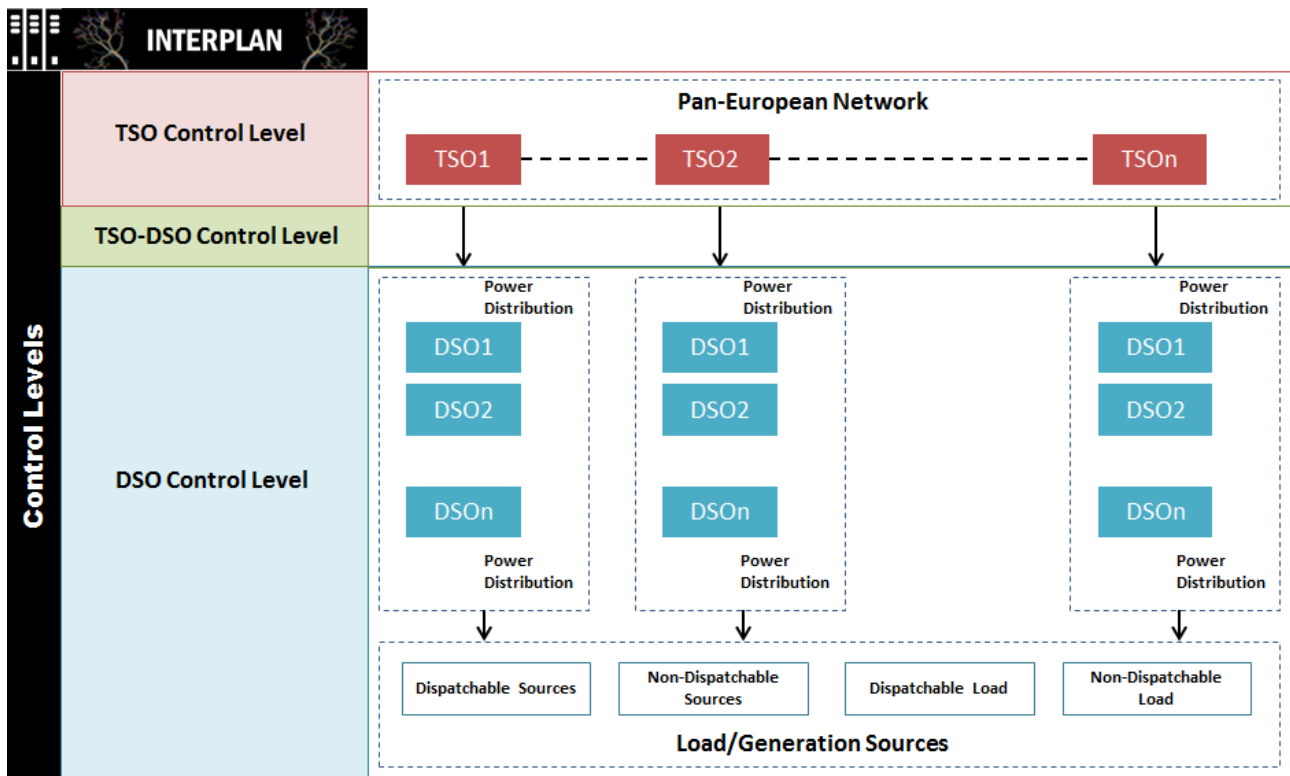 INTERPLAN
Control Levels
TSO Control Level
Pan-European Network
TSO1
TSO2
TSOn
TSO-DSO Control Level
DSO Control Level
Power
Distribution
DSO1
DSO2
DSOn
Power
Distribution
Power
Distribution
DSO1
DSO2
DSOn
Power
Distribution
Power
Distribution
DSO1
DSO2
DSOn
Power
Distribution
Dispatchable Sources
Non-Dispatchable
Sources
Dispatchable Load
Non-Dispatchable
Load
Load/Generation Sources